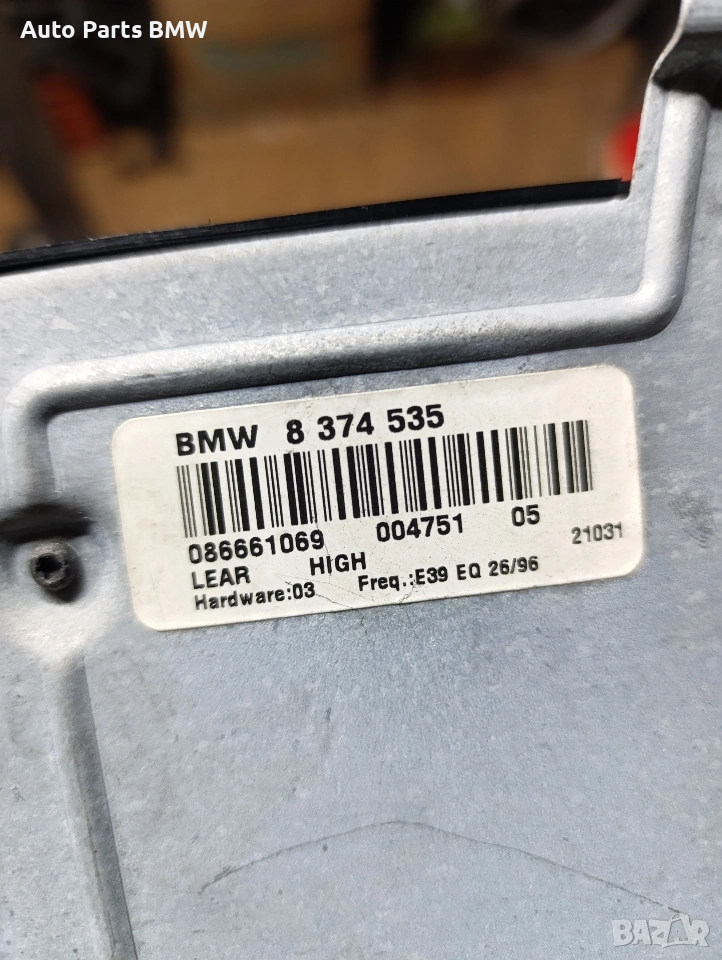 Auto Parts BMW
BMW 8 374 535
086661069 004751 05
LEAR HIGH 21031
Hardware:03 Freq.:E39 EQ 26/96
BAZAR